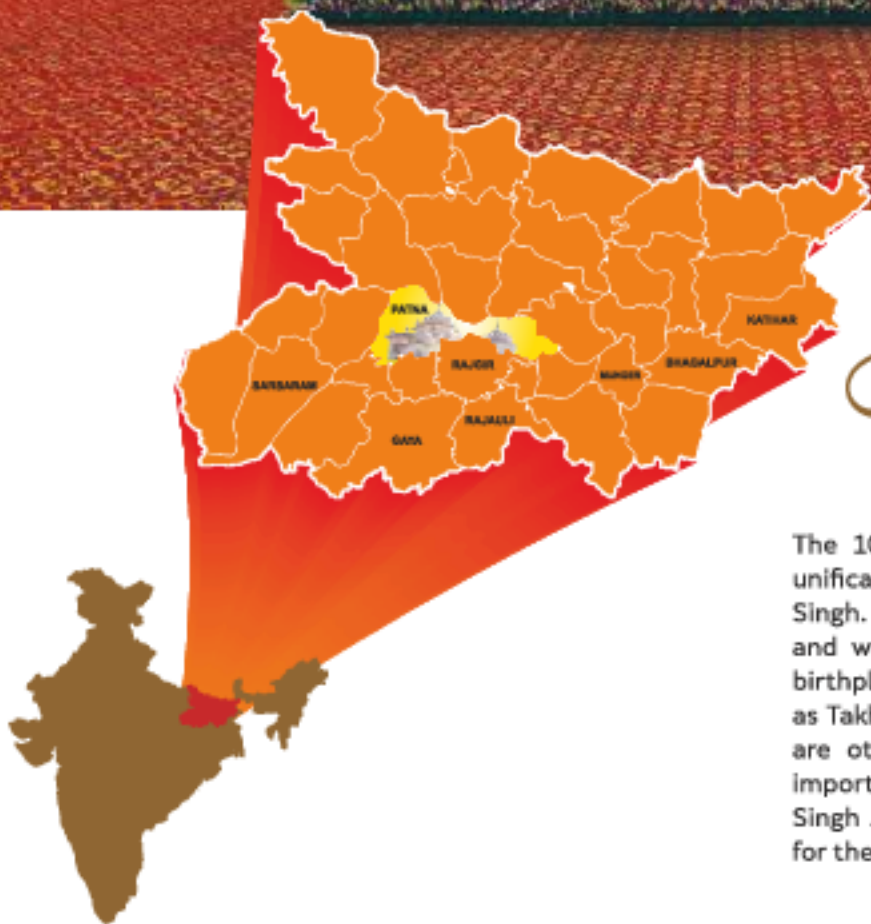 PATNA
KATIHAR
BHAGALPUR
RAJGIR
MUNGER
SASARAM
RAJAULI
GAYA
The 10
unifica
Singh.
and w
birthpl
as Takl
are ot
import
Singh
for the